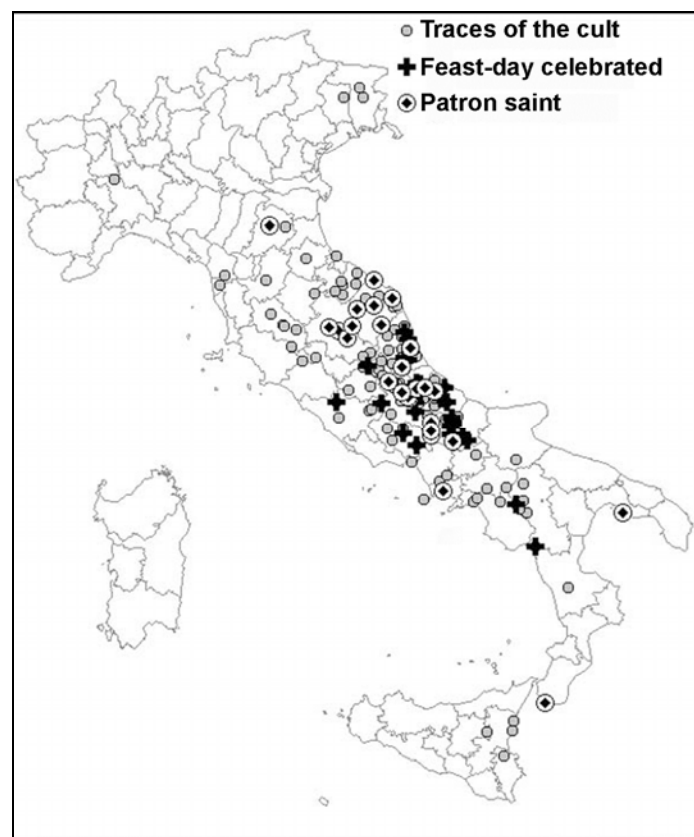 Traces of the cult
Feast-day celebrated
Patron saint